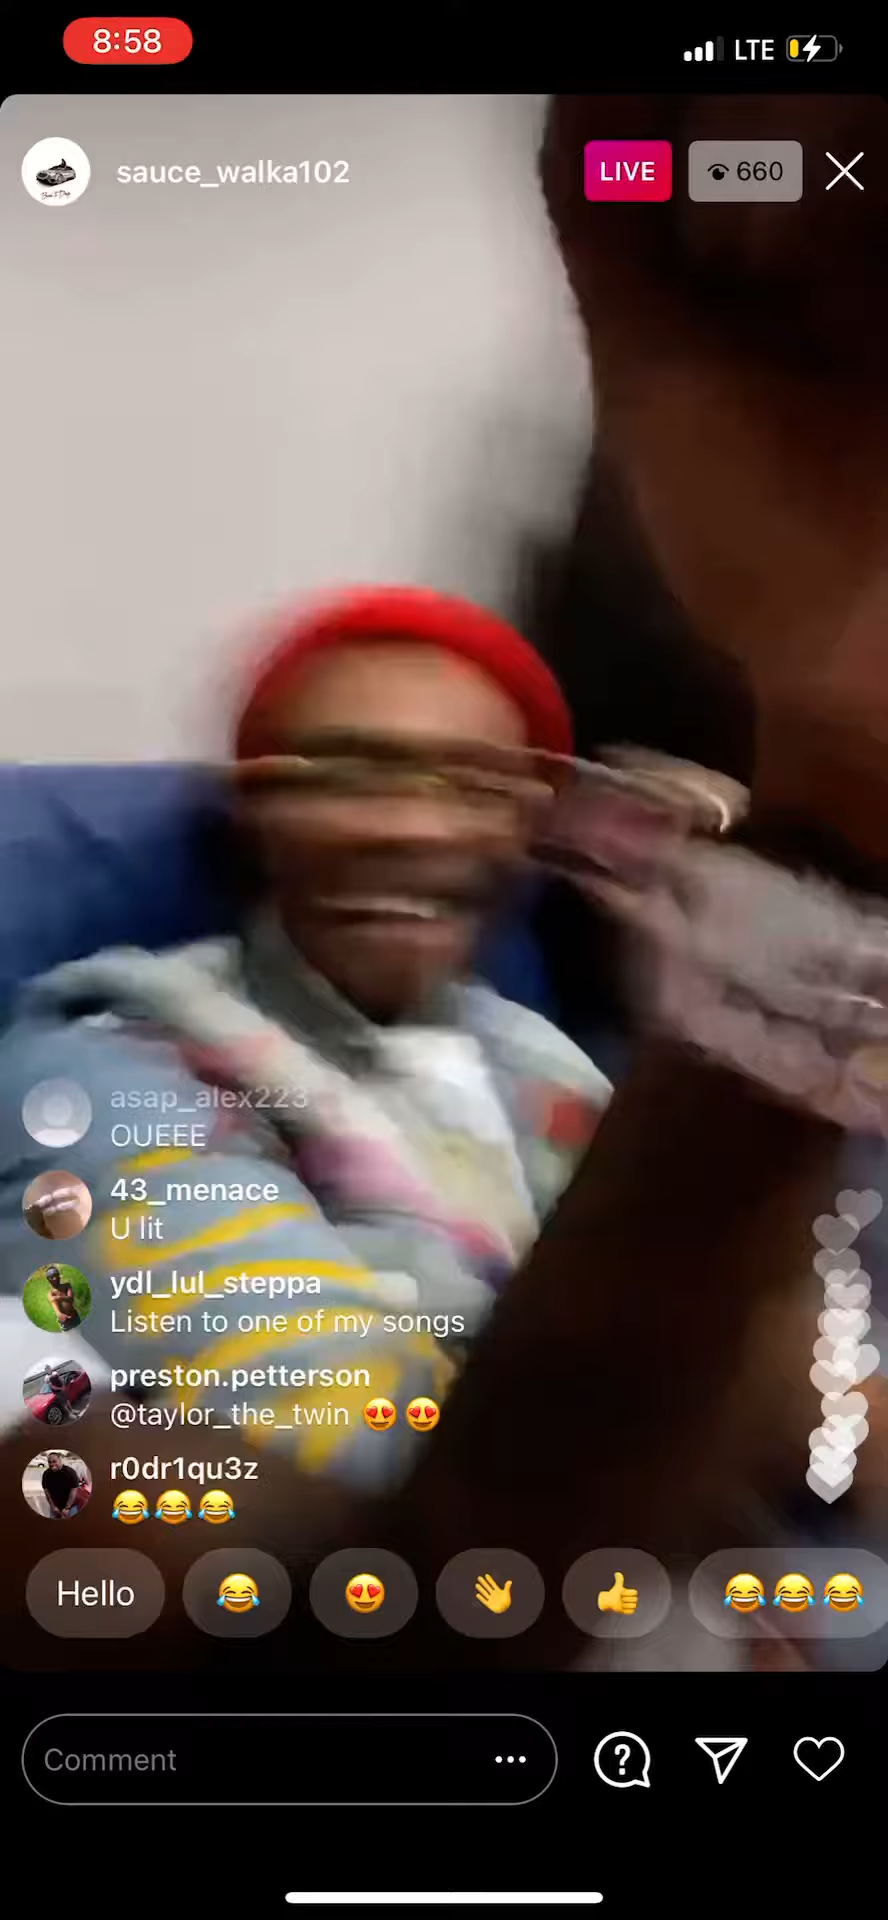 8:58
LTE
sauce_walka102
LIVE
660
asap_alex223
OUEEE
43_menace
U lit
ydl_lul_steppa
Listen to one of my songs
preston.petterson
@taylor_the_twin 😍 😍
r0dr1qu3z
😂😂😂
Hello 😂 😍 👋 👍 😂😂😂
Comment